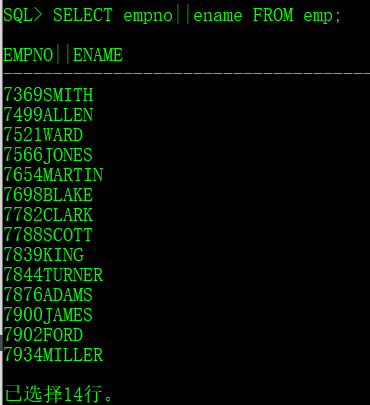 SQL> SELECT empno||ename FROM emp;
EMPNO||ENAME
--------------------------------------------------
7369SMITH
7499ALLEN
7521WARD
7566JONES
7654MARTIN
7698BLAKE
7782CLARK
7788SCOTT
7839KING
7844TURNER
7876ADAMS
7900JAMES
7902FORD
7934MILLER
已选择14行。